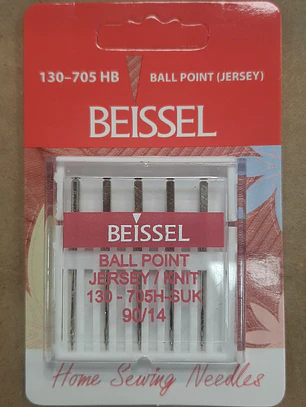 130-705 HB BALL POINT (JERSEY)
BEISSEL
BEISSEL
BALL POINT
JERSEY / KNIT
130 - 705H-SUK
90/14
Home Sewing Needles